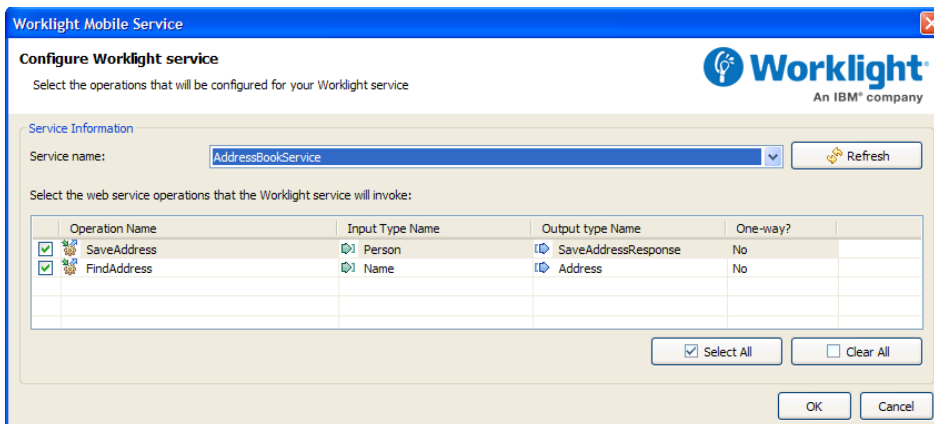 Worklight Mobile Service
Configure Worklight service
Select the operations that will be configured for your Worklight service
Worklight
An IBM® company
Service Information
Service name: AddressBookService Refresh
Select the web service operations that the Worklight service will invoke:
Operation Name Input Type Name Output type Name One-way?
SaveAddress Person SaveAddressResponse No
FindAddress Name Address No
Select All Clear All
OK Cancel